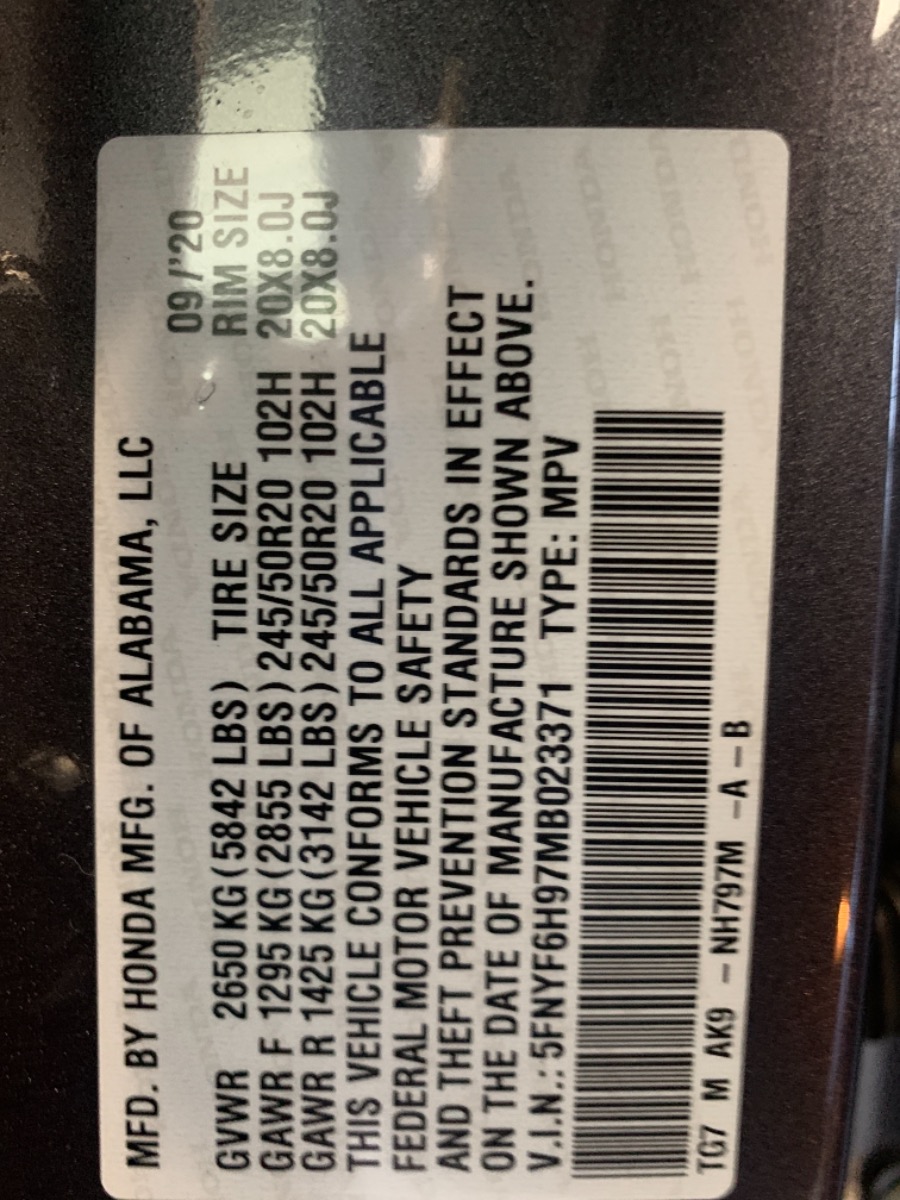 MFD. BY HONDA MFG. OF ALABAMA, LLC
09/'20
GVWR 2650 KG(5842 LBS) TIRE SIZE RIM SIZE
GAWR F 1295 KG(2855 LBS)245/50R20 102H 20X8.0J
GAWR R 1425 KG(3142 LBS)245/50R20 102H 20X8.0J
THIS VEHICLE CONFORMS TO ALL APPLICABLE
FEDERAL MOTOR VEHICLE SAFETY
AND THEFT PREVENTION STANDARDS IN EFFECT
ON THE DATE OF MANUFACTURE SHOWN ABOVE.
V.I.N.:5FNYF6H97MB023371 TYPE: MPV
TG7 M AK9 -NH797M -A-B